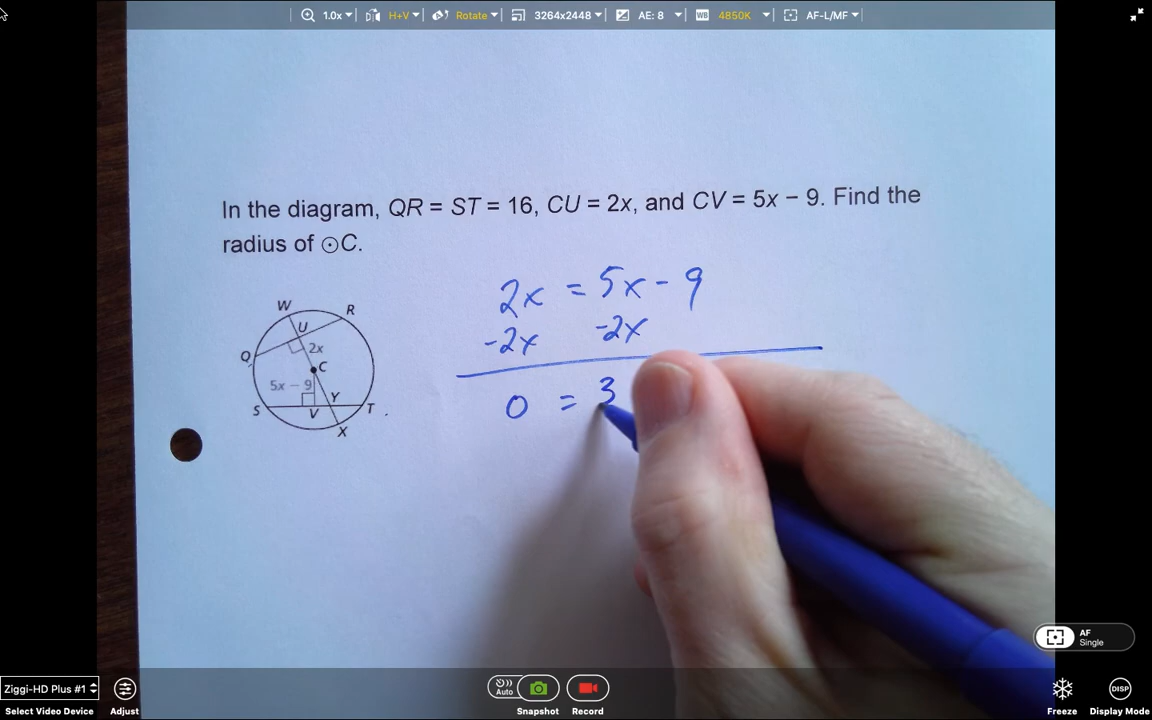 1.0x H+V Rotate 3264x2448 AE: 8 WB 4850K AF-L/MF
In the diagram, QR = ST = 16, CU = 2x, and CV = 5x − 9. Find the
radius of ⊙C.
2x = 5x - 9
-2x -2x
0 = 3
W
R
U
Q
2x
C
5x − 9
Y
S
V
T
X
AF
Single
Ziggi-HD Plus #1
Auto
Select Video Device
Adjust
Snapshot
Record
DISP
Freeze
Display Mode